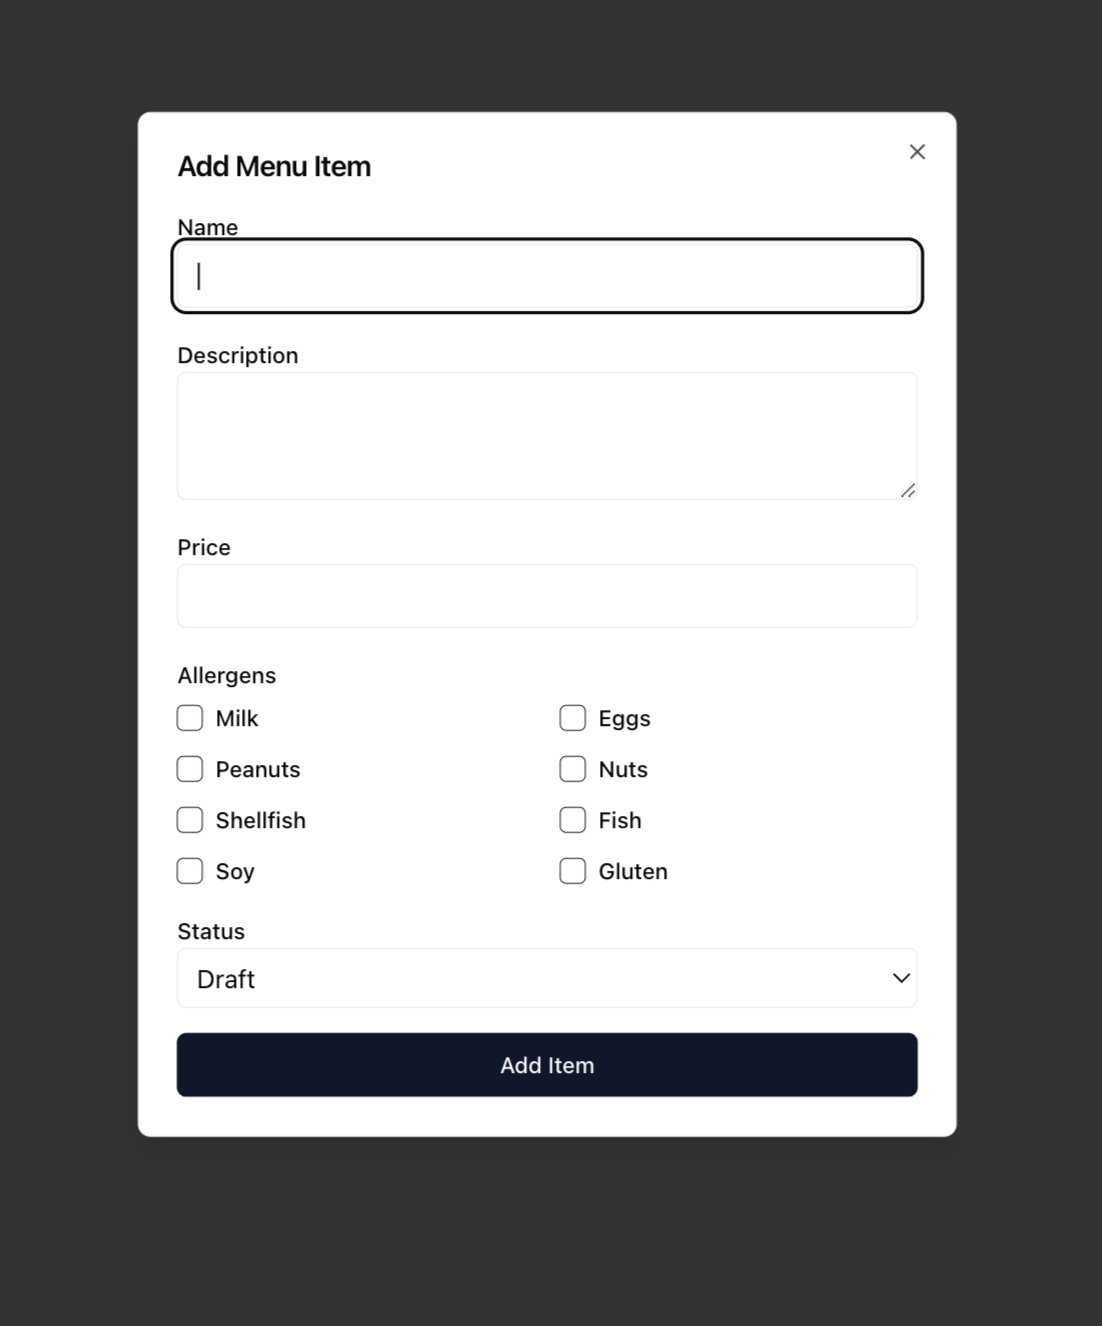 Add Menu Item
Name
Description
Price
Allergens
Milk
Eggs
Peanuts
Nuts
Shellfish
Fish
Soy
Gluten
Status
Draft
Add Item